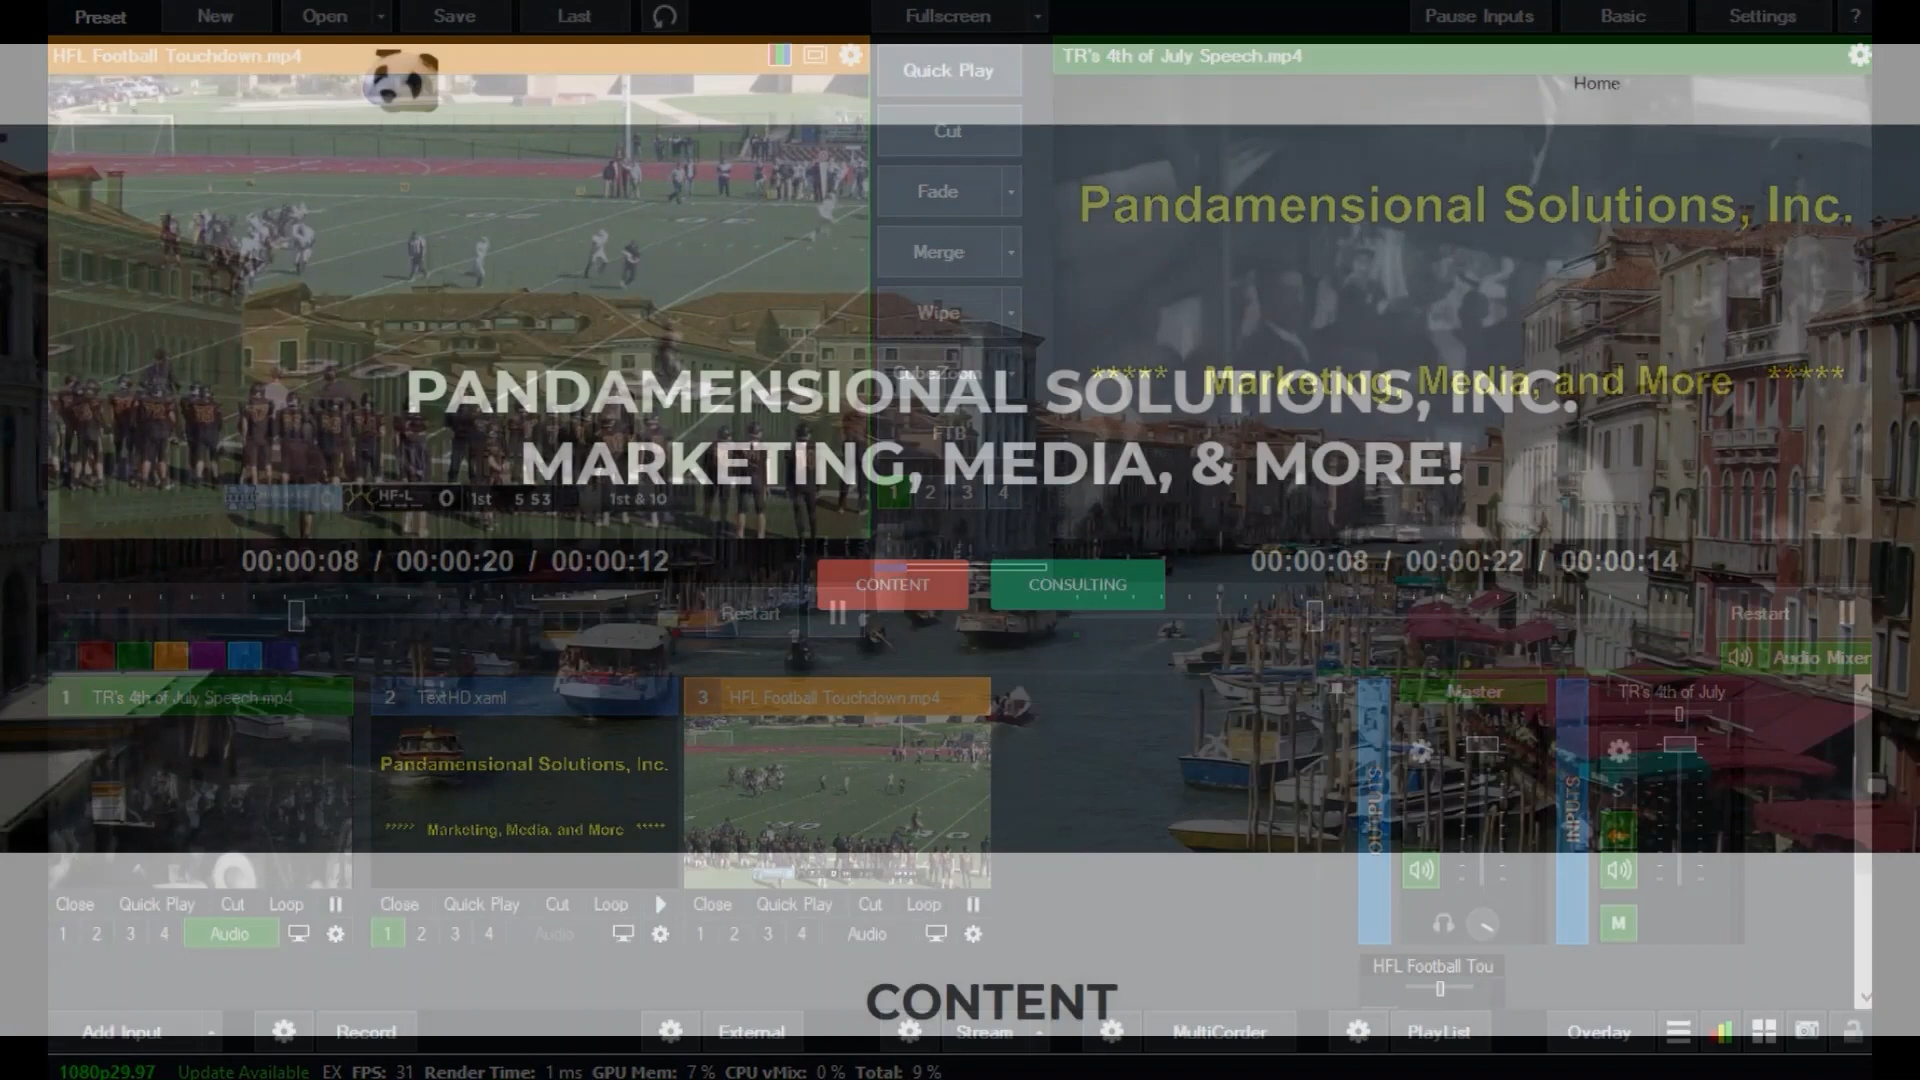 Preset New Open Save Last Fullscreen Pause Inputs Basic Settings ?
HFL Football Touchdown.mp4
Quick Play
TR's 4th of July Speech.mp4
Home
Cut
Fade
Merge
Wipe
CubeZoom
FTB
1 2 3 4
Pandamensional Solutions, Inc.
***** Marketing, Media, and More *****
PANDAMENSIONAL SOLUTIONS, INC.
MARKETING, MEDIA, & MORE!
HF-L 0 1st 5 53 1st & 10
00:00:08 / 00:00:20 / 00:00:12
00:00:08 / 00:00:22 / 00:00:14
CONTENT CONSULTING
Restart
Restart
Audio Mixer
1 TR's 4th of July Speech.mp4
2 TextHD.xaml
3 HFL Football Touchdown.mp4
Master
TR's 4th of July
Pandamensional Solutions, Inc.
***** Marketing, Media, and More *****
OUTPUTS
INPUTS
S
M
Close Quick Play Cut Loop
1 2 3 4 Audio
Close Quick Play Cut Loop
1 2 3 4 Audio
Close Quick Play Cut Loop
1 2 3 4 Audio
HFL Football Tou
CONTENT
Add Input Record External Stream MultiCorder PlayList Overlay
1080p29.97 Update Available EX FPS: 31 Render Time: 1 ms GPU Mem: 7 % CPU vMix: 0 % Total: 9 %